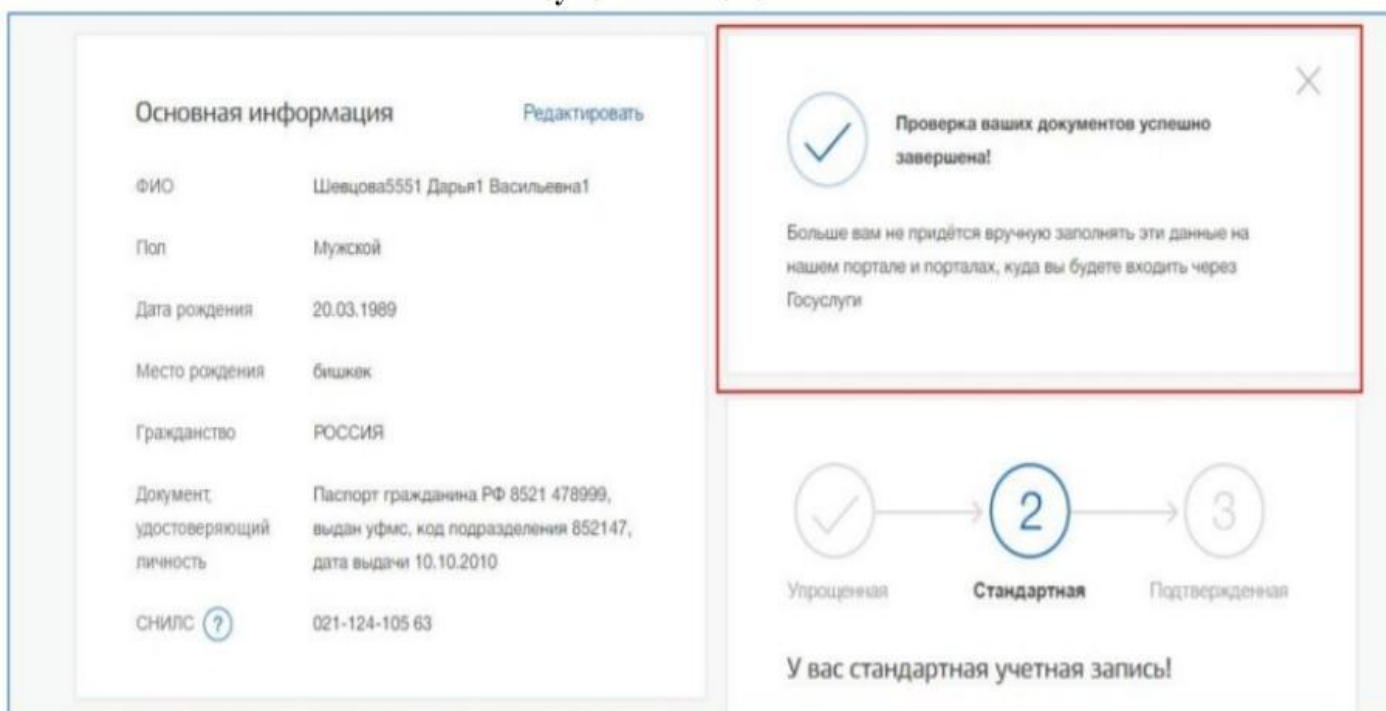 Основная информация
Редактировать
ФИО
Шевцова5551 Дарья1 Васильевна1
Пол
Мужской
Дата рождения
20.03.1989
Место рождения
бишкек
Гражданство
РОССИЯ
Документ,
удостоверяющий
личность
Паспорт гражданина РФ 8521 478999,
выдан уфмс, код подразделения 852147,
дата выдачи 10.10.2010
СНИЛС ?
021-124-105 63
Проверка ваших документов успешно
завершена!
Больше вам не придётся вручную заполнять эти данные на
нашем портале и порталах, куда вы будете входить через
Госуслуги
2
3
Упрощенная
Стандартная
Подтвержденная
У вас стандартная учетная запись!